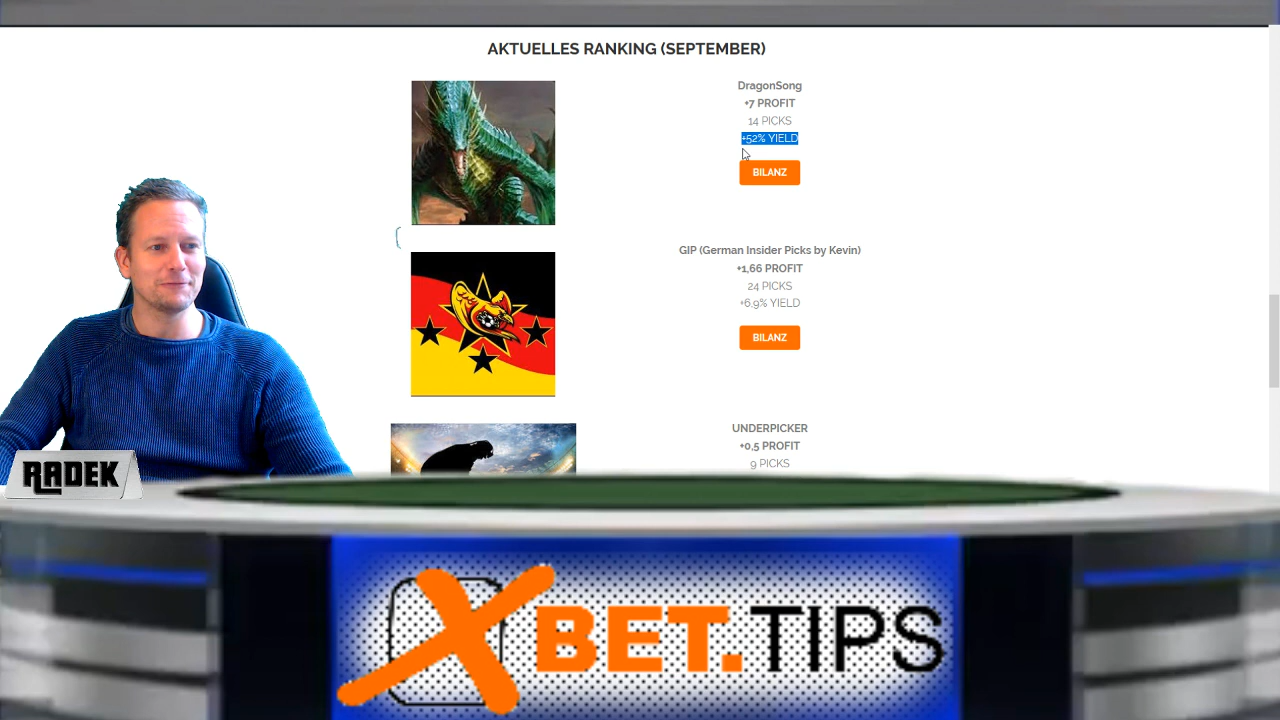 AKTUELLES RANKING (SEPTEMBER)
DragonSong
+7 PROFIT
14 PICKS
+52% YIELD
BILANZ
GIP (German Insider Picks by Kevin)
+1,66 PROFIT
24 PICKS
+6,9% YIELD
BILANZ
UNDERPICKER
+0,5 PROFIT
9 PICKS
RADEK
XBET.TIPS